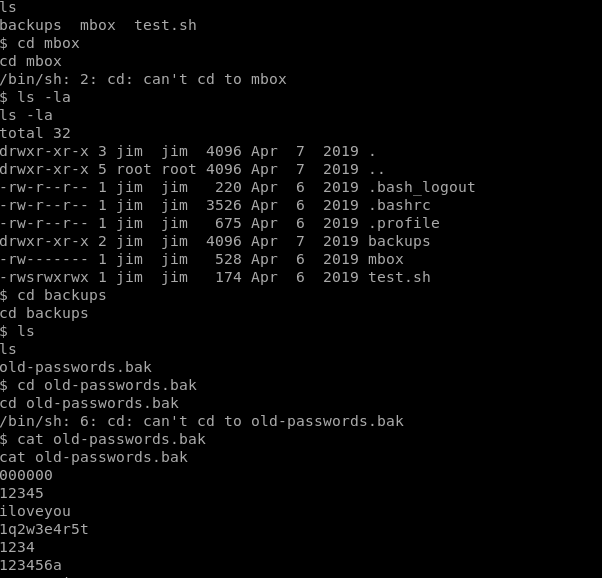 ls
backups  mbox  test.sh
$ cd mbox
cd mbox
/bin/sh: 2: cd: can't cd to mbox
$ ls -la
ls -la
total 32
drwxr-xr-x 3 jim  jim  4096 Apr  7  2019 .
drwxr-xr-x 5 root root 4096 Apr  7  2019 ..
-rw-r--r-- 1 jim  jim   220 Apr  6  2019 .bash_logout
-rw-r--r-- 1 jim  jim  3526 Apr  6  2019 .bashrc
-rw-r--r-- 1 jim  jim   675 Apr  6  2019 .profile
drwxr-xr-x 2 jim  jim  4096 Apr  7  2019 backups
-rw------- 1 jim  jim   528 Apr  6  2019 mbox
-rwsrwxrwx 1 jim  jim   174 Apr  6  2019 test.sh
$ cd backups
cd backups
$ ls
ls
old-passwords.bak
$ cd old-passwords.bak
cd old-passwords.bak
/bin/sh: 6: cd: can't cd to old-passwords.bak
$ cat old-passwords.bak
cat old-passwords.bak
000000
12345
iloveyou
1q2w3e4r5t
1234
123456a